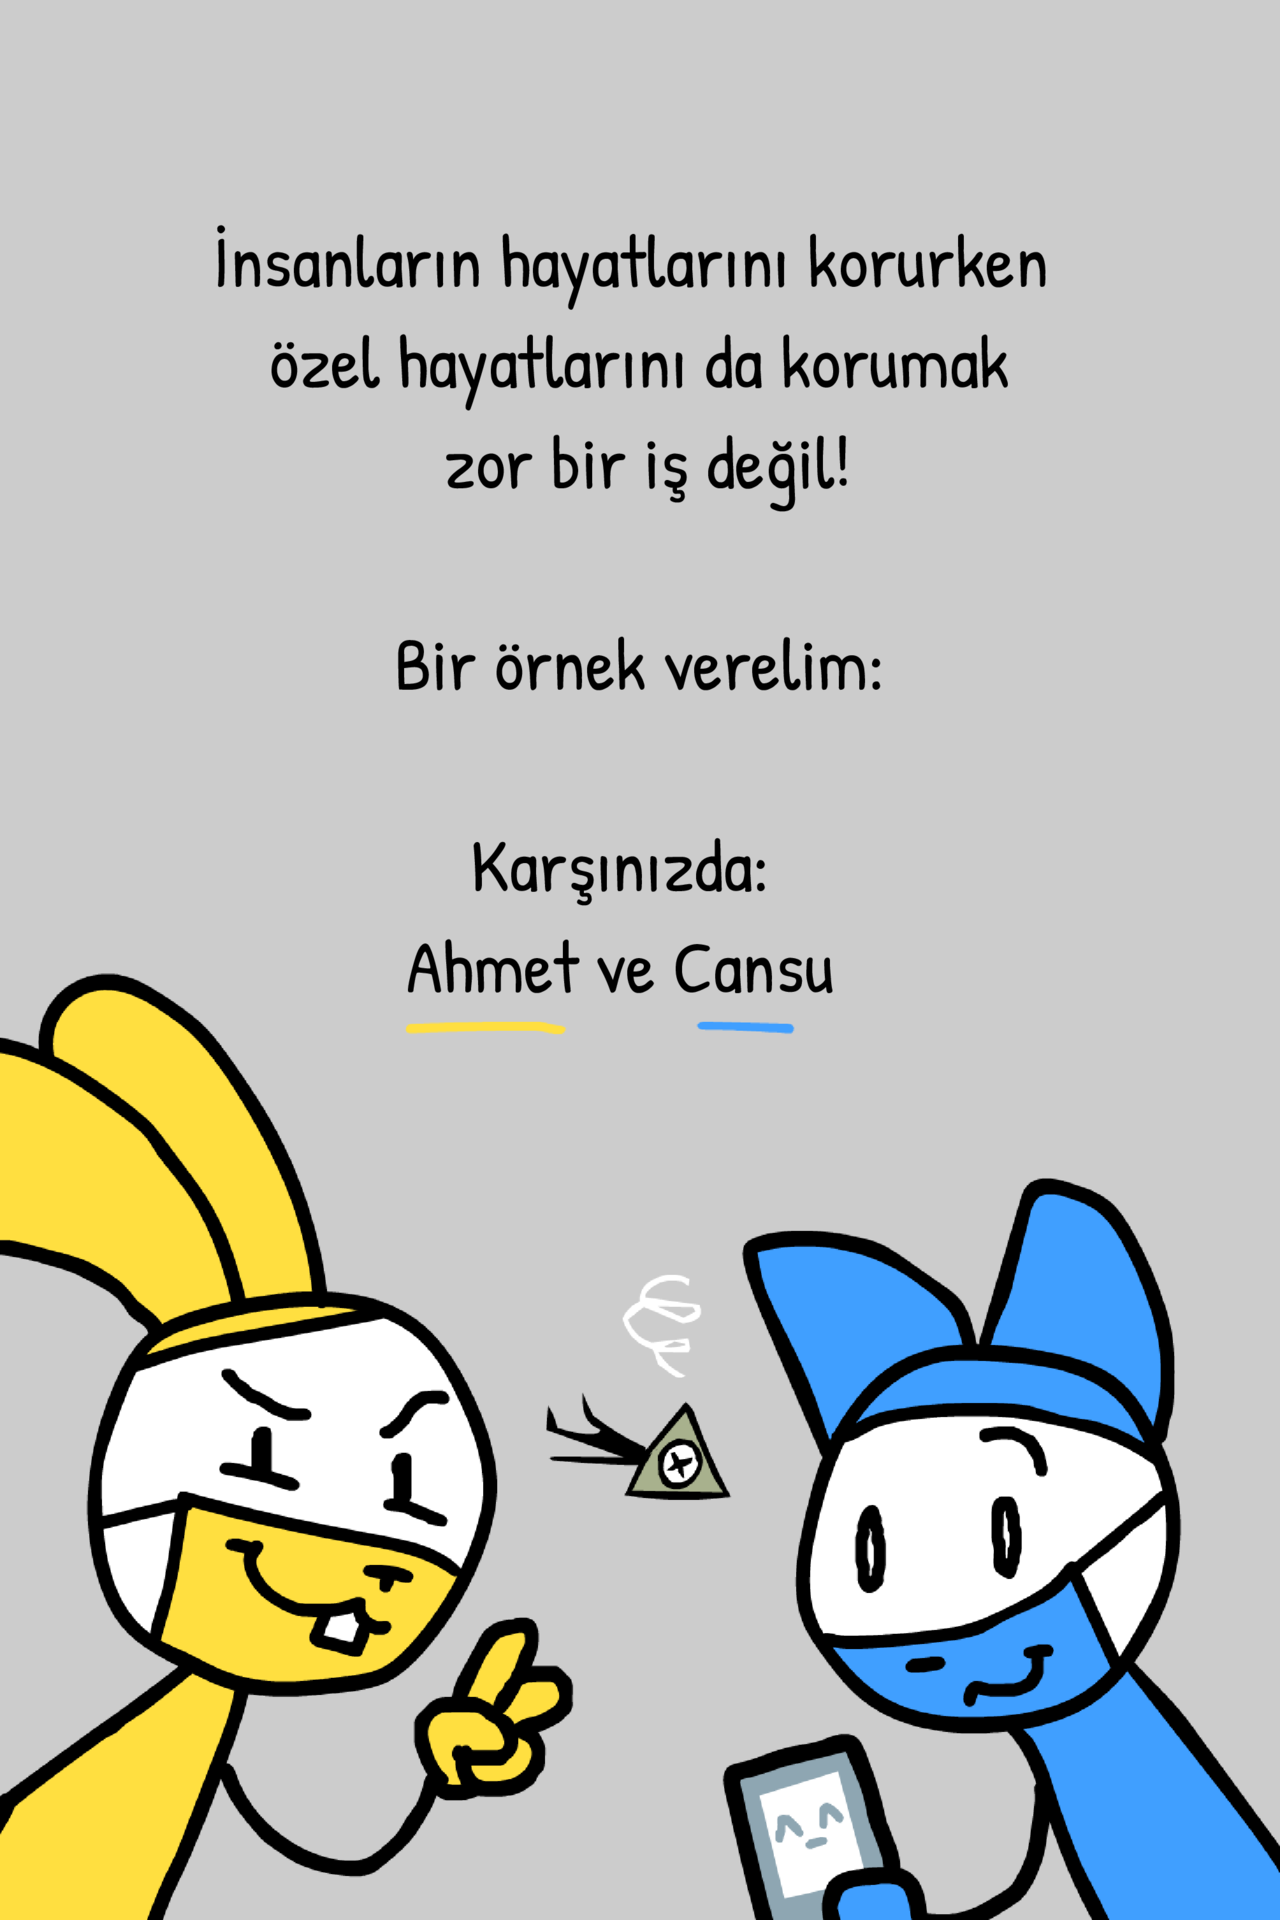 İnsanların hayatlarını korurken
özel hayatlarını da korumak
zor bir iş değil!
Bir örnek verelim:
Karşınızda:
Ahmet ve Cansu